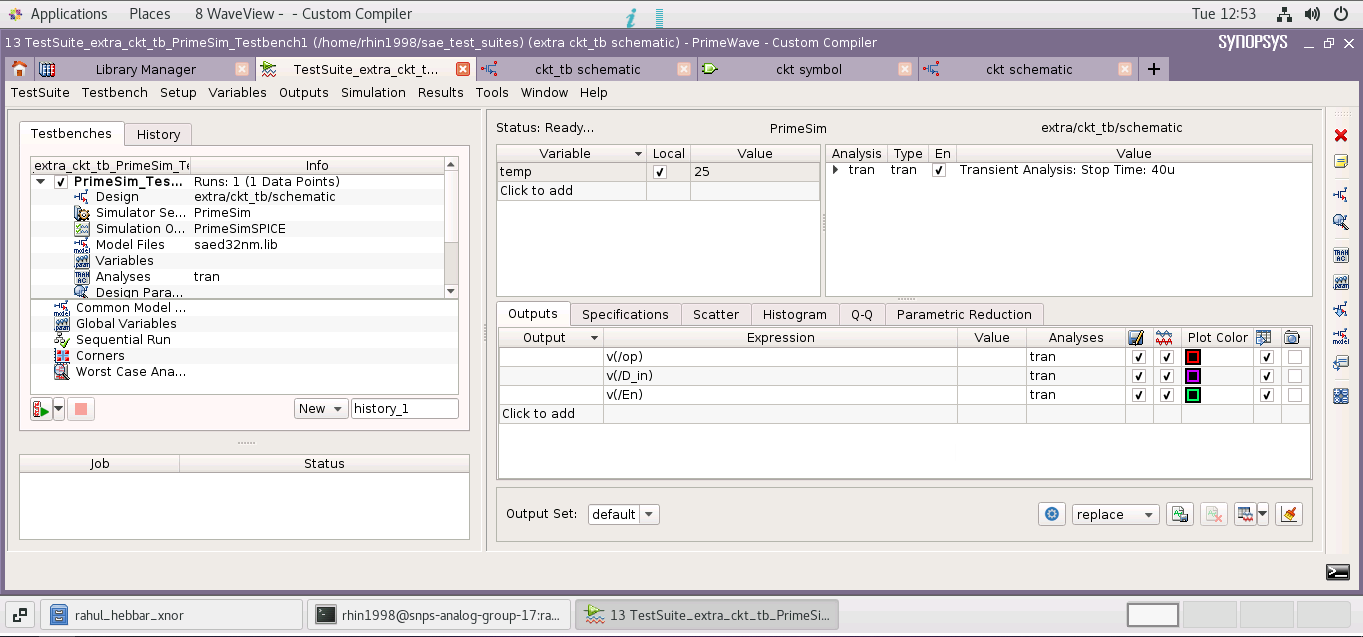 Applications Places 8 WaveView - - Custom Compiler Tue 12:53
13 TestSuite_extra_ckt_tb_PrimeSim_Testbench1 (/home/rhin1998/sae_test_suites) (extra ckt_tb schematic) - PrimeWave - Custom Compiler SYNOPSYS
Library Manager TestSuite_extra_ckt_t... ckt_tb schematic ckt symbol ckt schematic
TestSuite Testbench Setup Variables Outputs Simulation Results Tools Window Help
Testbenches History
extra_ckt_tb_PrimeSim_Te Info
PrimeSim_Tes... Runs: 1 (1 Data Points)
Design extra/ckt_tb/schematic
Simulator Se... PrimeSim
Simulation O... PrimeSimSPICE
Model Files saed32nm.lib
Variables
Analyses tran
Design Para...
Common Model ...
Global Variables
Sequential Run
Corners
Worst Case Ana...
New history_1
Job Status
Status: Ready... PrimeSim extra/ckt_tb/schematic
Variable Local Value
temp 25
Click to add
Analysis Type En Value
tran tran Transient Analysis: Stop Time: 40u
Outputs Specifications Scatter Histogram Q-Q Parametric Reduction
Output Expression Value Analyses Plot Color
v(/op) tran
v(/D_in) tran
v(/En) tran
Click to add
Output Set: default replace
rahul_hebbar_xnor rhin1998@snps-analog-group-17:ra... 13 TestSuite_extra_ckt_tb_PrimeSi...